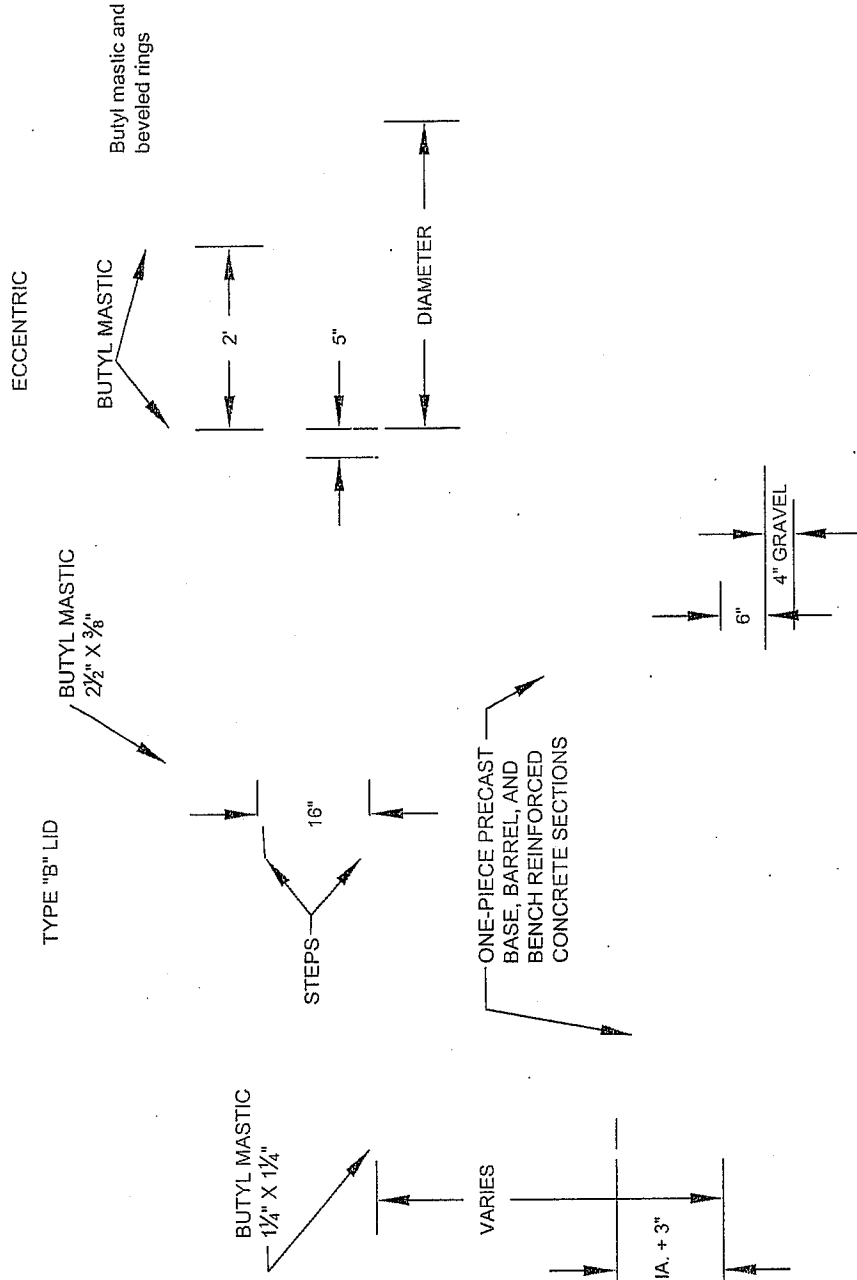 ECCENTRIC
Butyl mastic and
beveled rings
BUTYL MASTIC
2'
5"
DIAMETER
TYPE "B" LID
BUTYL MASTIC
2½" X ⅜"
STEPS
16"
ONE-PIECE PRECAST
BASE, BARREL, AND
BENCH REINFORCED
CONCRETE SECTIONS
6"
4" GRAVEL
BUTYL MASTIC
1¼" X 1¼"
VARIES
IA. + 3"